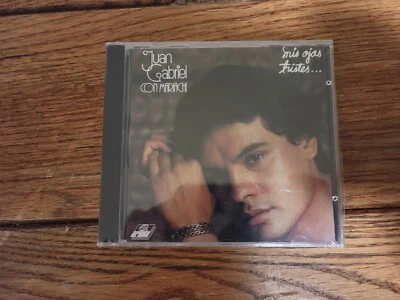 Juan
Gabriel
CON MARIACHI
mis ojos
tristes...